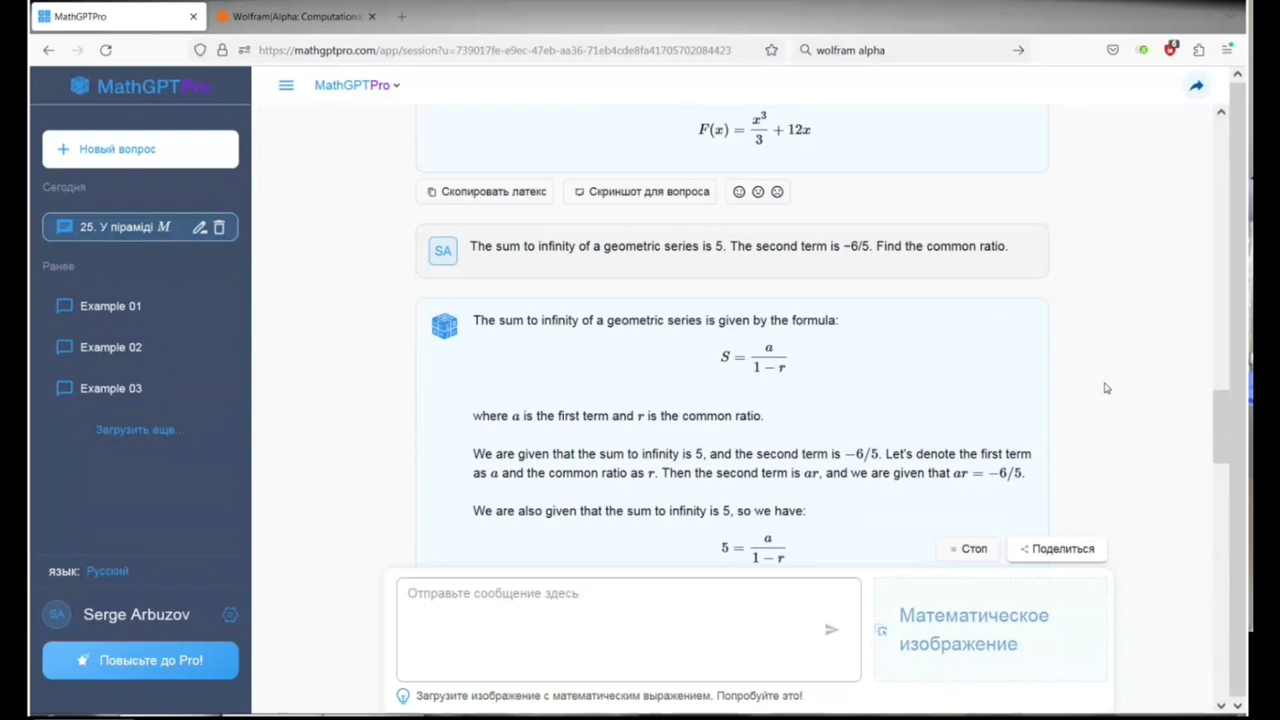 MathGPTPro
Wolfram|Alpha: Computationa
https://mathgptpro.com/app/session?u=739017fe-e9ec-47eb-aa36-71eb4cde8fa41705702084423
wolfram alpha
MathGPTPro
MathGPTPro
Новый вопрос
Сегодня
25. У піраміді M
Ранее
Example 01
Example 02
Example 03
Загрузить еще...
язык: Русский
SA Serge Arbuzov
Повысьте до Pro!
F(x) = x³/3 + 12x
Скопировать латекс
Скриншот для вопроса
SA
The sum to infinity of a geometric series is 5. The second term is −6/5. Find the common ratio.
The sum to infinity of a geometric series is given by the formula:
S = a/(1 − r)
where a is the first term and r is the common ratio.
We are given that the sum to infinity is 5, and the second term is −6/5. Let's denote the first term
as a and the common ratio as r. Then the second term is ar, and we are given that ar = −6/5.
We are also given that the sum to infinity is 5, so we have:
5 = a/(1 − r)
Стоп
Поделиться
Отправьте сообщение здесь
Математическое
изображение
Загрузите изображение с математическим выражением. Попробуйте это!